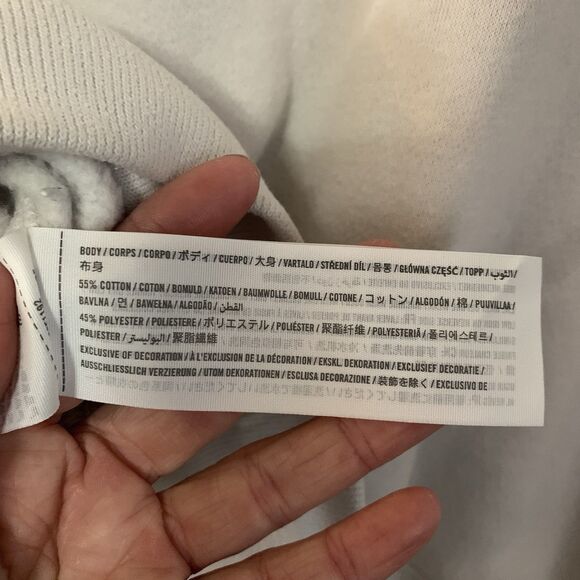 BODY / CORPS / CORPO / ボディ / CUERPO / 大身 / VARTALO / STŘEDNÍ DÍL / 몸통 / GŁÓWNA CZĘŚĆ / TOPP / الثوب /
布身
55% COTTON / COTON / BOMULD / KATOEN / BAUMWOLLE / BOMULL / COTONE / コットン / ALGODÓN / 棉 / PUUVILLAA /
BAVLNA / 면 / BAWEŁNA / ALGODÃO / القطن /
45% POLYESTER / POLIESTERE / ポリエステル / POLIÉSTER / 聚酯纤维 / POLYESTERIÄ / 폴리에스테르 /
POLIESTER / البوليستر / 聚脂纖維
EXCLUSIVE OF DECORATION / À L'EXCLUSION DE LA DÉCORATION / EKSKL. DEKORATION / EXCLUSIEF DECORATIE /
AUSSCHLIESSLICH VERZIERUNG / UTOM DEKORATIONEN / ESCLUSA DECORAZIONE / 装飾を除く / EXCLUSIVO DE